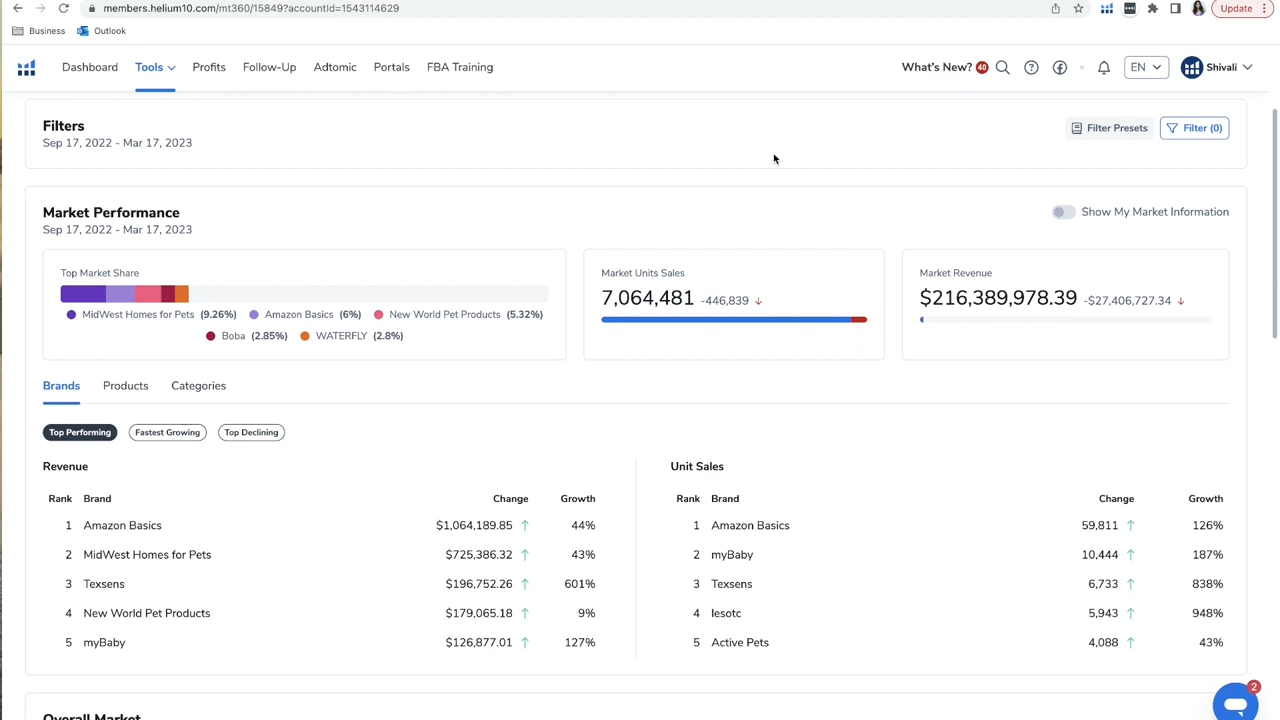 members.helium10.com/mt360/15849?accountId=1543114629
Update
Business Outlook
Dashboard Tools Profits Follow-Up Adtomic Portals FBA Training What's New? 40 EN Shivali
Filters
Sep 17, 2022 - Mar 17, 2023
Filter Presets Filter (0)
Market Performance
Sep 17, 2022 - Mar 17, 2023
Show My Market Information
Top Market Share
MidWest Homes for Pets (9.26%) Amazon Basics (6%) New World Pet Products (5.32%)
Boba (2.85%) WATERFLY (2.8%)
Market Units Sales
7,064,481 -446,839
Market Revenue
$216,389,978.39 -$27,406,727.34
Brands Products Categories
Top Performing Fastest Growing Top Declining
Revenue
Rank Brand Change Growth
1 Amazon Basics $1,064,189.85 44%
2 MidWest Homes for Pets $725,386.32 43%
3 Texsens $196,752.26 601%
4 New World Pet Products $179,065.18 9%
5 myBaby $126,877.01 127%
Unit Sales
Rank Brand Change Growth
1 Amazon Basics 59,811 126%
2 myBaby 10,444 187%
3 Texsens 6,733 838%
4 lesotc 5,943 948%
5 Active Pets 4,088 43%
2
Overall Market